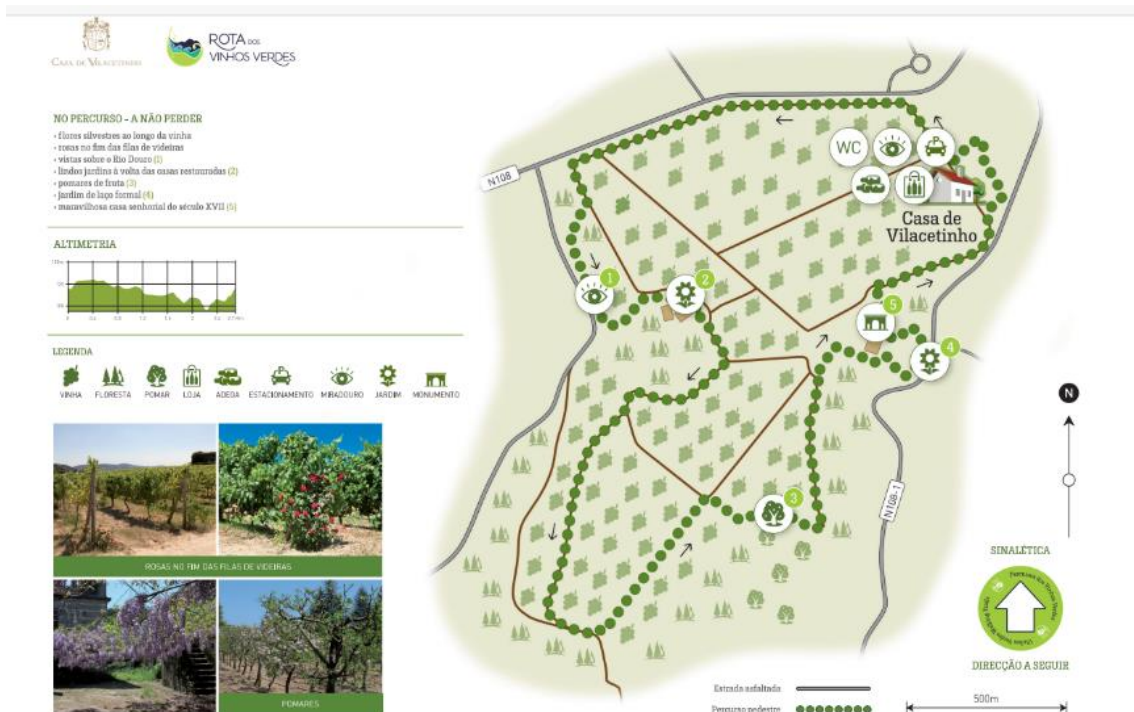 CASA DE VILACETINHO
ROTA DOS
VINHOS VERDES
NO PERCURSO - A NÃO PERDER
• flores silvestres ao longo da vinha
• rosas no fim das filas de videiras
• vistas sobre o Rio Douro (1)
• lindos jardins à volta das casas restauradas (2)
• pomares de fruta (3)
• jardim de laço formal (4)
• maravilhosa casa senhorial do século XVII (5)
ALTIMETRIA
LEGENDA
VINHA FLORESTA POMAR LOJA ADEGA ESTACIONAMENTO MIRADOURO JARDIM MONUMENTO
ROSAS NO FIM DAS FILAS DE VIDEIRAS
POMARES
N108
WC
Casa de
Vilacetinho
1
2
5
4
3
N108-1
N
SINALÉTICA
DIRECÇÃO A SEGUIR
Estrada asfaltada
Percurso pedestre
500m